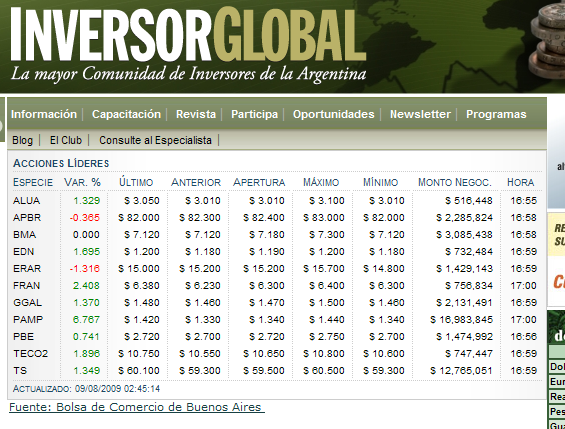 INVERSORGLOBAL
La mayor Comunidad de Inversores de la Argentina
Información | Capacitación | Revista | Participa | Oportunidades | Newsletter | Programas
Blog | El Club | Consulte al Especialista |
ACCIONES LÍDERES
ESPECIE VAR. % ÚLTIMO ANTERIOR APERTURA MÁXIMO MÍNIMO MONTO NEGOC. HORA
ALUA 1.329 $ 3.050 $ 3.010 $ 3.010 $ 3.100 $ 3.010 $ 516,448 16:55
APBR -0.365 $ 82.000 $ 82.300 $ 82.400 $ 83.000 $ 82.000 $ 2,285,824 16:58
BMA 0.000 $ 7.120 $ 7.120 $ 7.180 $ 7.300 $ 7.120 $ 3,085,438 16:58
EDN 1.695 $ 1.200 $ 1.180 $ 1.190 $ 1.200 $ 1.180 $ 732,484 16:59
ERAR -1.316 $ 15.000 $ 15.200 $ 15.200 $ 15.700 $ 14.800 $ 1,429,143 16:59
FRAN 2.408 $ 6.380 $ 6.230 $ 6.300 $ 6.400 $ 6.300 $ 756,834 17:00
GGAL 1.370 $ 1.480 $ 1.460 $ 1.470 $ 1.500 $ 1.460 $ 2,131,491 16:59
PAMP 6.767 $ 1.420 $ 1.330 $ 1.340 $ 1.440 $ 1.340 $ 16,983,845 17:00
PBE 0.741 $ 2.720 $ 2.700 $ 2.720 $ 2.750 $ 2.700 $ 1,474,992 16:56
TECO2 1.896 $ 10.750 $ 10.550 $ 10.650 $ 10.800 $ 10.600 $ 747,447 16:59
TS 1.349 $ 60.100 $ 59.300 $ 59.500 $ 60.500 $ 59.300 $ 12,765,051 16:59
ACTUALIZADO: 09/08/2009 02:45:14
Fuente: Bolsa de Comercio de Buenos Aires